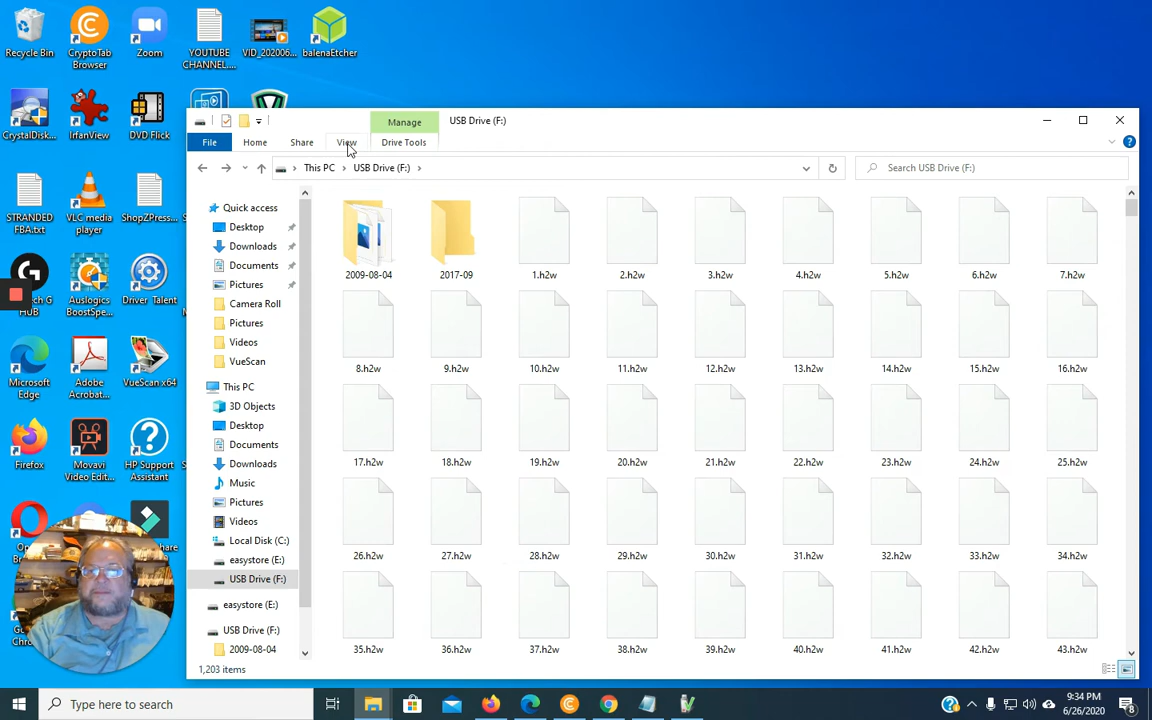 Recycle Bin
CryptoTab
Browser
Zoom
YOUTUBE
CHANNEL....
VID_202006...
balenaEtcher
CrystalDisk...
IrfanView
DVD Flick
STRANDED
FBA.txt
VLC media
player
ShopZPress...
G
HUB
Auslogics
BoostSpe...
Driver Talent
Microsoft
Edge
Adobe
Acrobat...
VueScan x64
Firefox
Movavi
Video Edit...
HP Support
Assistant
Manage
USB Drive (F:)
File
Home
Share
View
Drive Tools
This PC
USB Drive (F:)
Search USB Drive (F:)
Quick access
Desktop
Downloads
Documents
Pictures
Camera Roll
Pictures
Videos
VueScan
This PC
3D Objects
Desktop
Documents
Downloads
Music
Pictures
Videos
Local Disk (C:)
easystore (E:)
USB Drive (F:)
easystore (E:)
USB Drive (F:)
2009-08-04
2009-08-04
2017-09
1.h2w
2.h2w
3.h2w
4.h2w
5.h2w
6.h2w
7.h2w
8.h2w
9.h2w
10.h2w
11.h2w
12.h2w
13.h2w
14.h2w
15.h2w
16.h2w
17.h2w
18.h2w
19.h2w
20.h2w
21.h2w
22.h2w
23.h2w
24.h2w
25.h2w
26.h2w
27.h2w
28.h2w
29.h2w
30.h2w
31.h2w
32.h2w
33.h2w
34.h2w
35.h2w
36.h2w
37.h2w
38.h2w
39.h2w
40.h2w
41.h2w
42.h2w
43.h2w
1,203 items
Type here to search
9:34 PM
6/26/2020
8